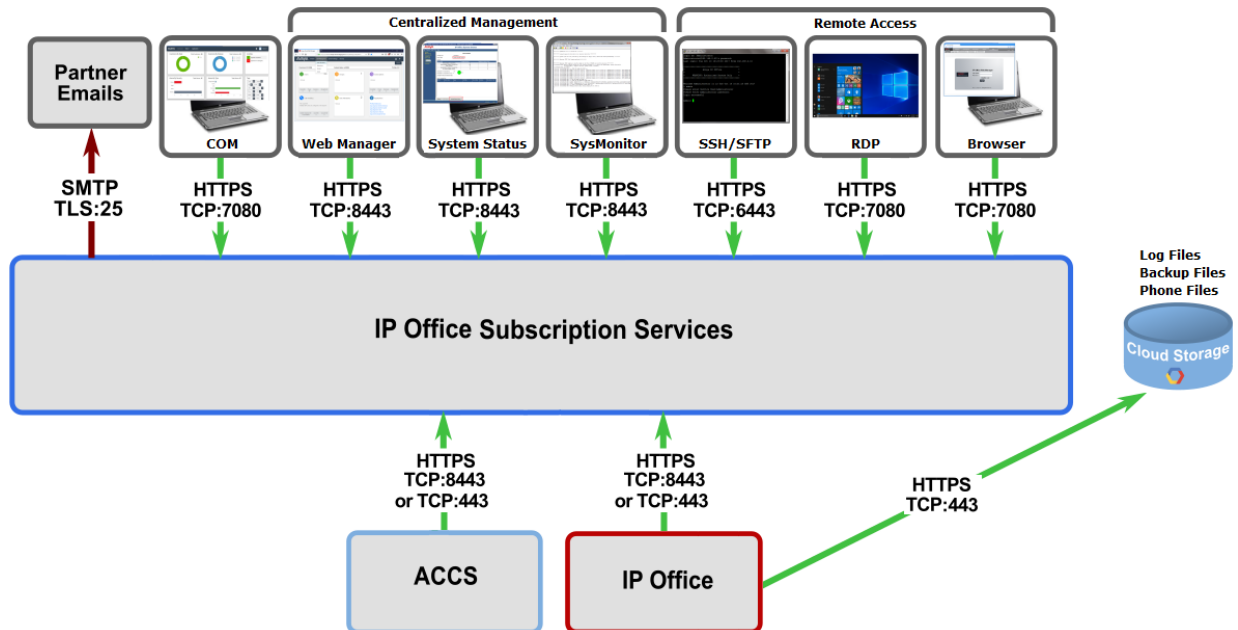 Centralized Management
Remote Access
Partner
Emails
COM
Web Manager
System Status
SysMonitor
SSH/SFTP
RDP
Browser
SMTP
TLS:25
HTTPS
TCP:7080
HTTPS
TCP:8443
HTTPS
TCP:8443
HTTPS
TCP:8443
HTTPS
TCP:6443
HTTPS
TCP:7080
HTTPS
TCP:7080
IP Office Subscription Services
Log Files
Backup Files
Phone Files
Cloud Storage
HTTPS
TCP:8443
or TCP:443
HTTPS
TCP:8443
or TCP:443
HTTPS
TCP:443
ACCS
IP Office